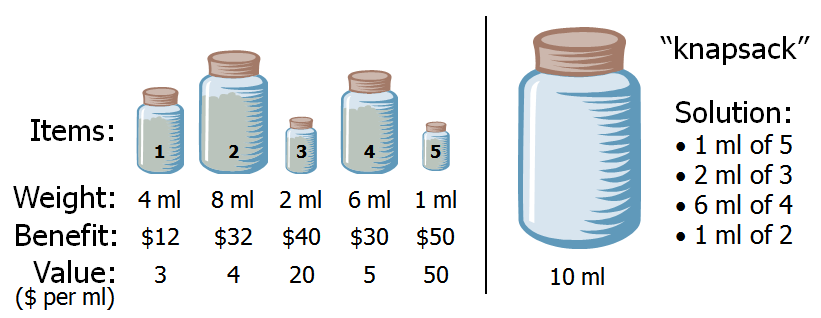 Items: 1 2 3 4 5
Weight: 4 ml 8 ml 2 ml 6 ml 1 ml
Benefit: $12 $32 $40 $30 $50
Value: 3 4 20 5 50
($ per ml)
10 ml
“knapsack”
Solution:
• 1 ml of 5
• 2 ml of 3
• 6 ml of 4
• 1 ml of 2